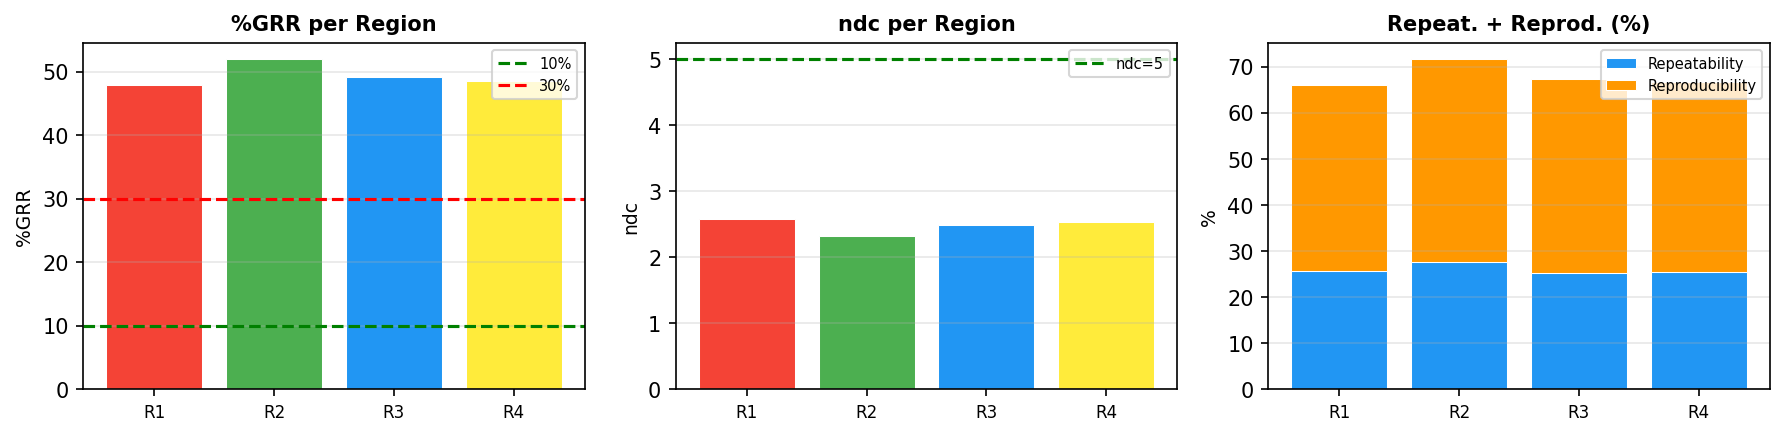 %GRR per Region
%GRR
50
40
30
20
10
0
R1 R2 R3 R4
10%
30%
ndc per Region
ndc
5
4
3
2
1
0
R1 R2 R3 R4
ndc=5
Repeat. + Reprod. (%)
%
70
60
50
40
30
20
10
0
R1 R2 R3 R4
Repeatability
Reproducibility